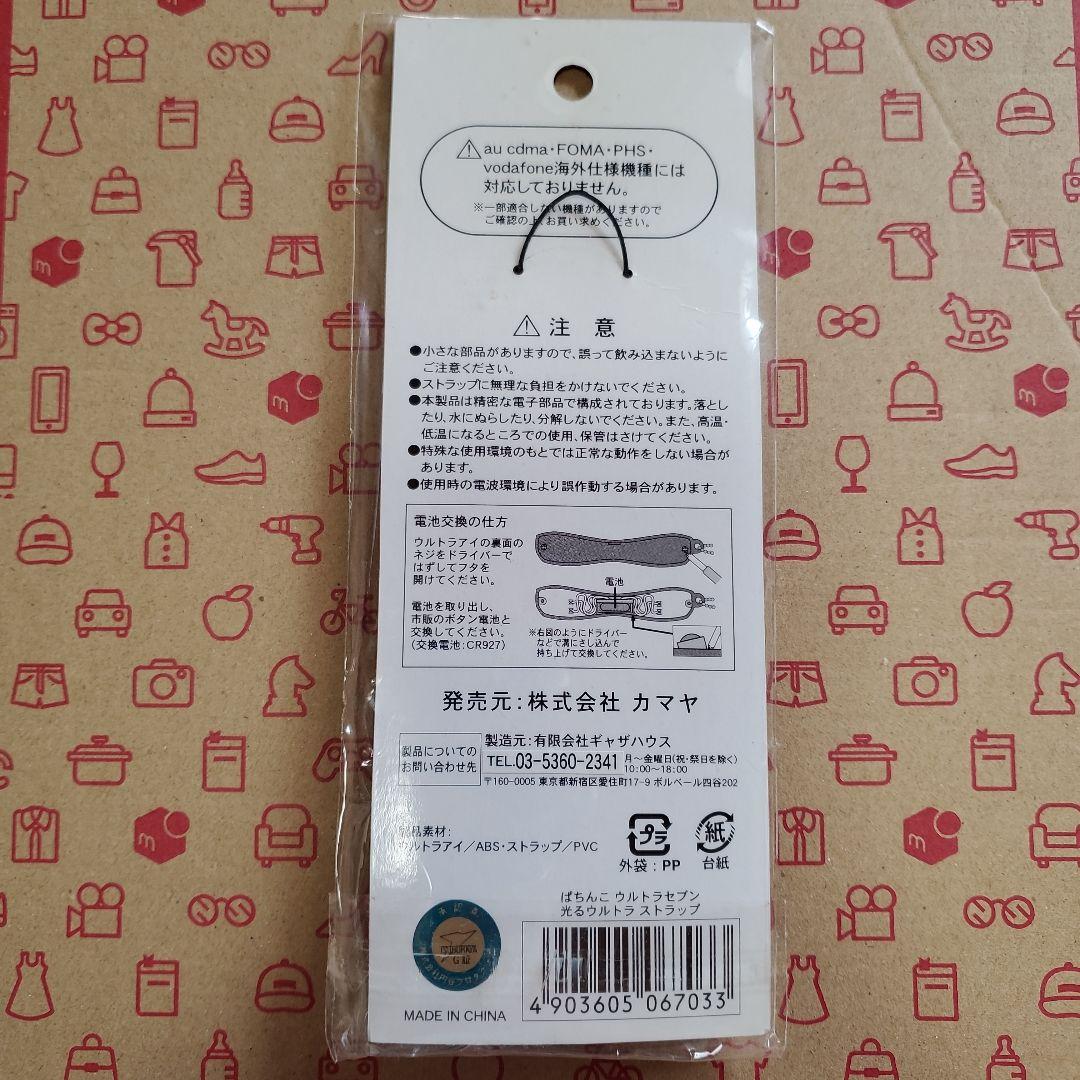 ⚠au cdma・FOMA・PHS・
vodafone海外仕様機種には
対応しておりません。
※一部適合しない機種がありますので
ご確認の上、お買い求めください。
⚠注 意
●小さな部品がありますので、誤って飲み込まないように
ご注意ください。
●ストラップに無理な負担をかけないでください。
●本製品は精密な電子部品で構成されております。落とし
たり、水にぬらしたり、分解しないでください。また、高温・
低温になるところでの使用、保管はさけてください。
●特殊な使用環境のもとでは正常な動作をしない場合が
あります。
●使用時の電波環境により誤作動する場合があります。
電池交換の仕方
ウルトラアイの裏面の
ネジをドライバーで
はずしてフタを
開けてください。
電池を取り出し、
市販のボタン電池と
交換してください。
(交換電池:CR927)
電池
※右図のようにドライバー
などで溝にさし込んで
持ち上げて交換してください。
発売元:株式会社 カマヤ
製品についての
お問い合わせ先
製造元:有限会社ギャザハウス
TEL.03-5360-2341 月〜金曜日(祝・祭日を除く)
10:00〜18:00
〒160-0005 東京都新宿区愛住町17-9 ボルベール四谷202
品素材:
ウルトラアイ/ABS・ストラップ/PVC
プラ
外袋:PP
紙
台紙
ぱちんこ ウルトラセブン
光るウルトラ ストラップ
4 903605 067033
MADE IN CHINA